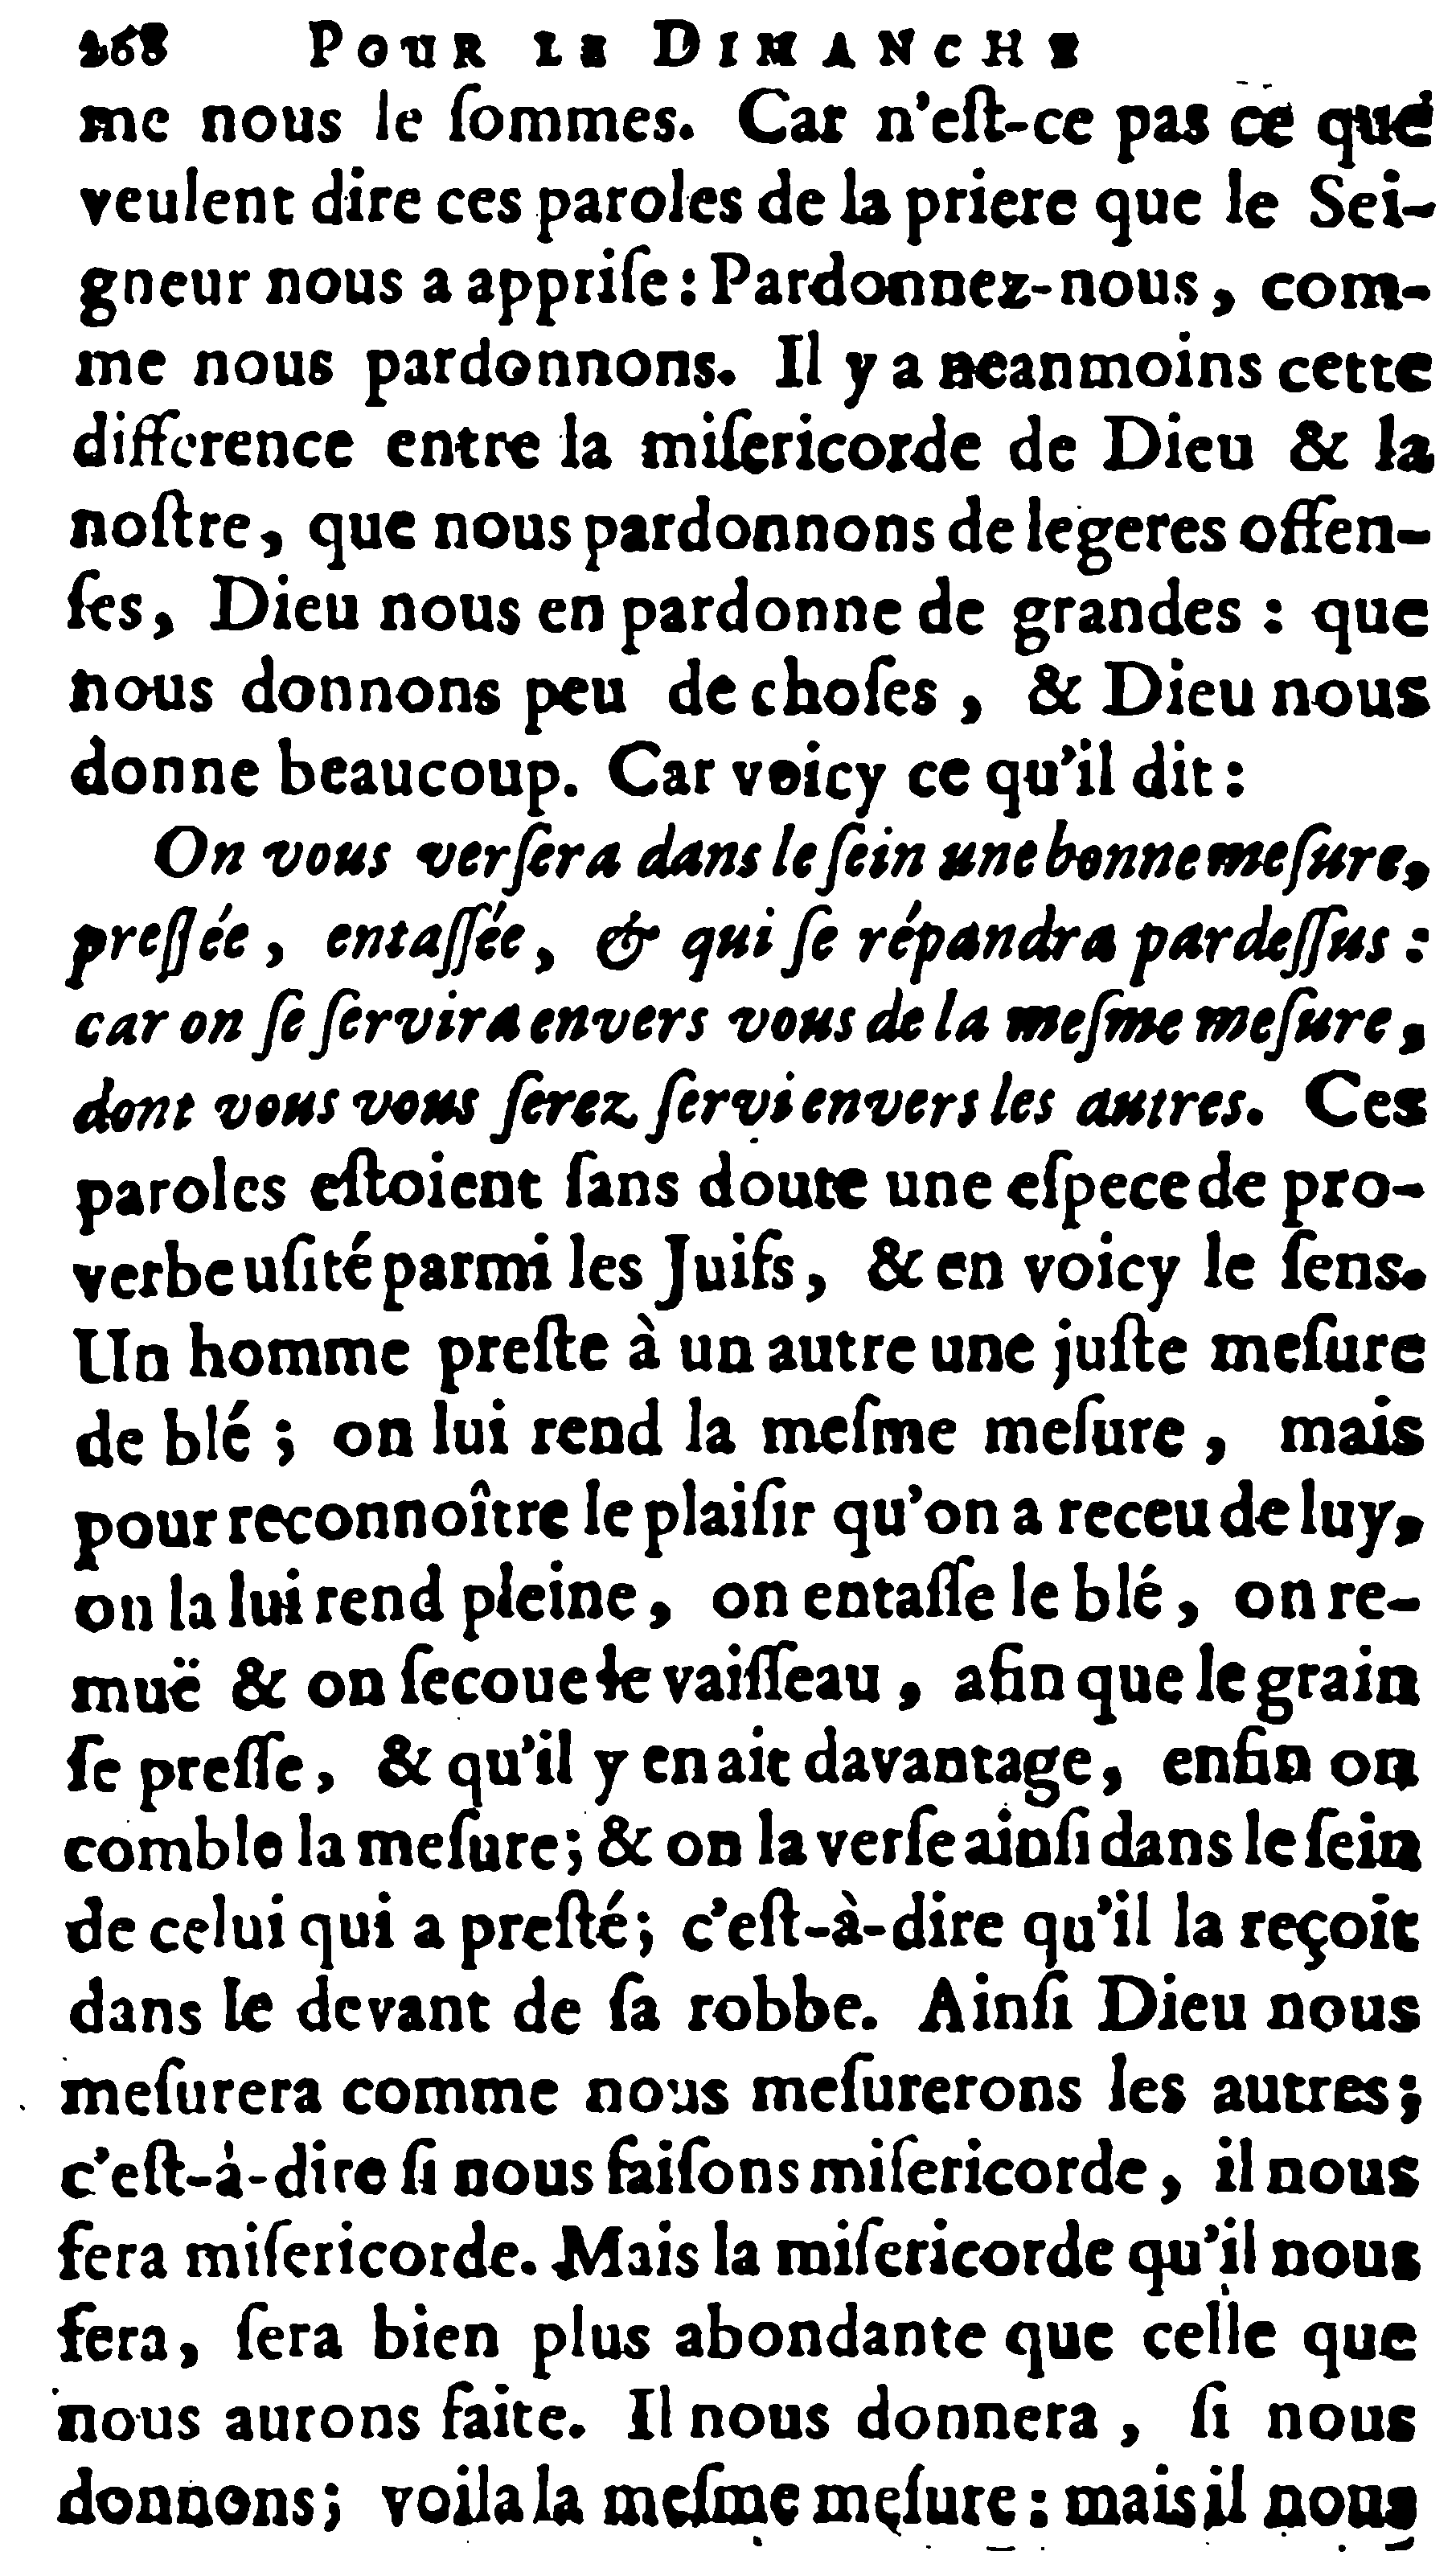 268 POUR LE DIMANCHE
me nous le ſommes. Car n'eſt-ce pas ce que
veulent dire ces paroles de la priere que le Sei-
gneur nous a appriſe : Pardonnez-nous, com-
me nous pardonnons. Il y a neanmoins cette
difference entre la miſericorde de Dieu & la
noſtre, que nous pardonnons de legeres offen-
ſes, Dieu nous en pardonne de grandes : que
nous donnons peu de choſes, & Dieu nous
donne beaucoup. Car voicy ce qu'il dit :
On vous verſera dans le ſein une bonne meſure,
preſſée, entaſſée, & qui ſe répandra pardeſſus :
car on ſe ſervira envers vous de la meſme meſure,
dont vous vous ſerez ſervi envers les autres. Ces
paroles eſtoient ſans doute une eſpece de pro-
verbe uſité parmi les Juifs, & en voicy le ſens.
Un homme preſte à un autre une juſte meſure
de blé ; on lui rend la meſme meſure, mais
pour reconnoître le plaiſir qu'on a receu de luy,
on la lui rend pleine, on entaſſe le blé, on re-
muë & on ſecoue le vaiſſeau, afin que le grain
ſe preſſe, & qu'il y en ait davantage, enfin on
comble la meſure ; & on la verſe ainſi dans le ſein
de celui qui a preſté ; c'eſt-à-dire qu'il la reçoit
dans le devant de ſa robbe. Ainſi Dieu nous
meſurera comme nous meſurerons les autres ;
c'eſt-à-dire ſi nous faiſons miſericorde, il nous
fera miſericorde. Mais la miſericorde qu'il nous
fera, ſera bien plus abondante que celle que
nous aurons faite. Il nous donnera, ſi nous
donnons ; voila la meſme meſure : mais il nous